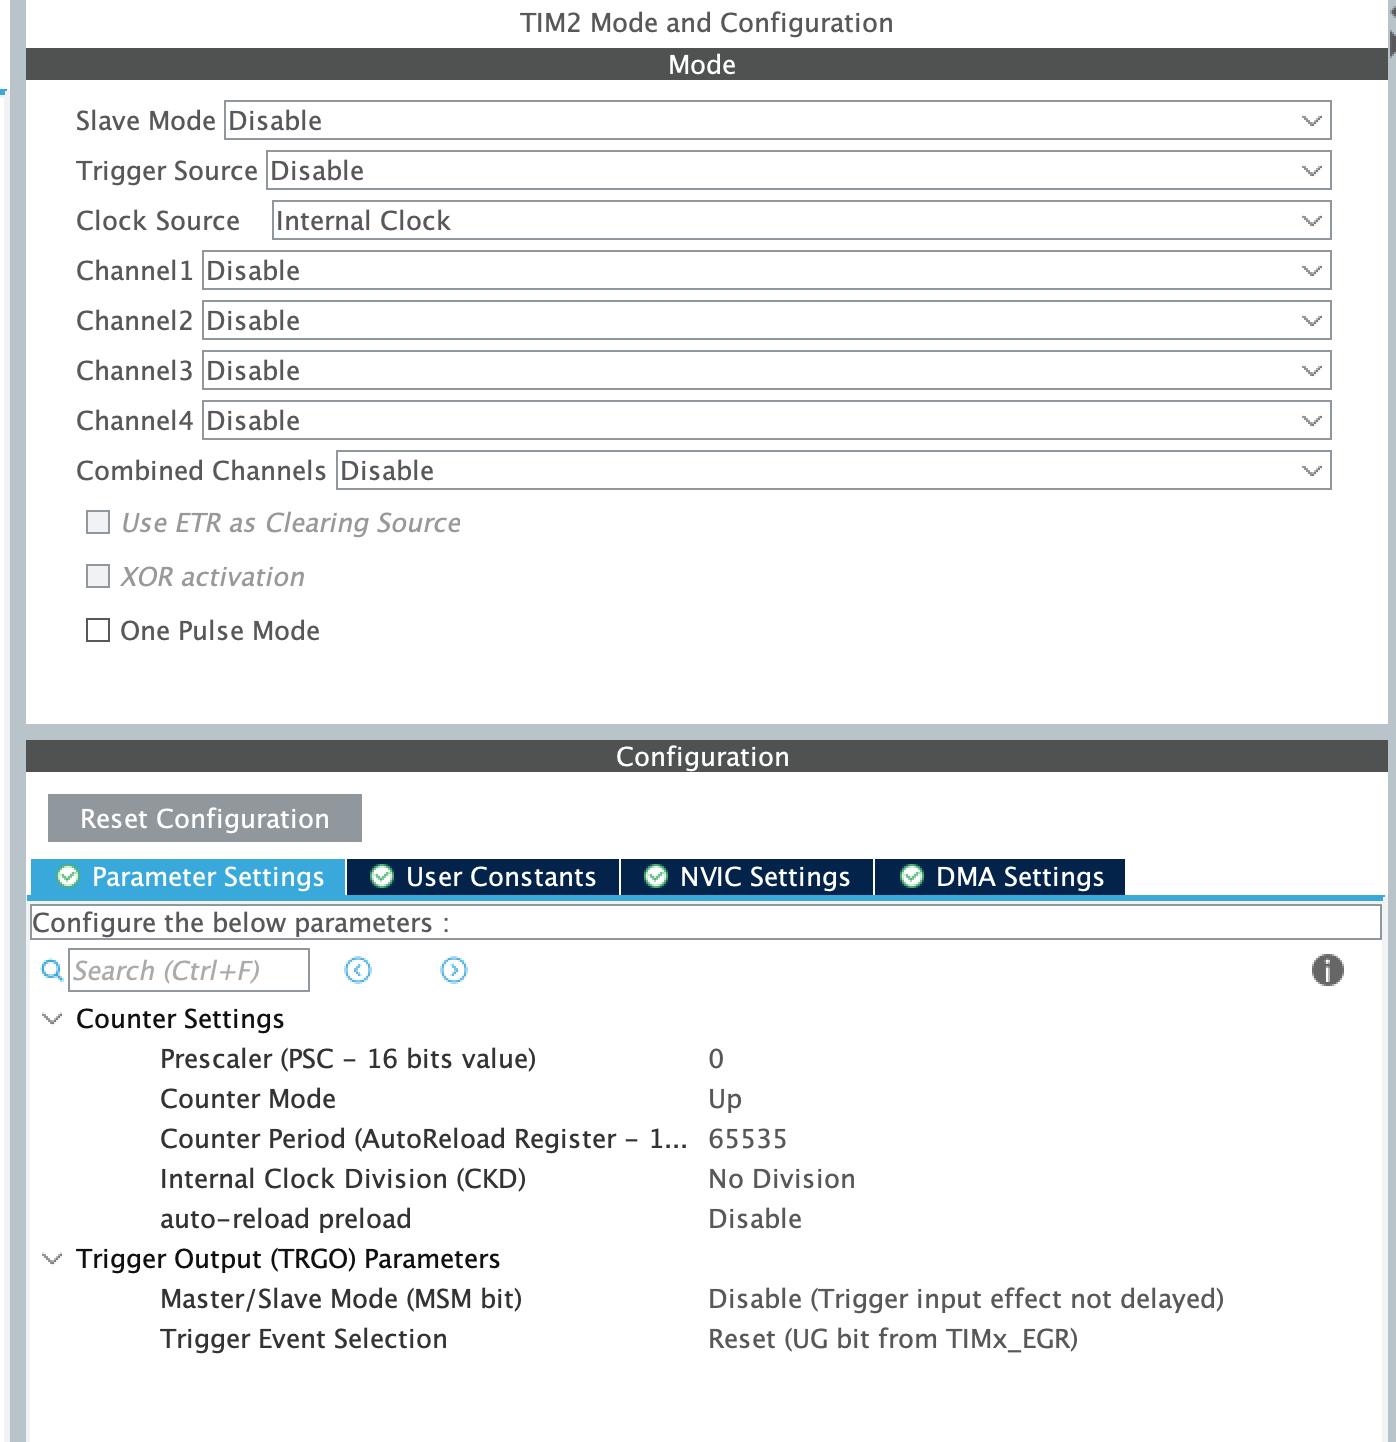 TIM2 Mode and Configuration
Mode
Slave Mode Disable
Trigger Source Disable
Clock Source Internal Clock
Channel1 Disable
Channel2 Disable
Channel3 Disable
Channel4 Disable
Combined Channels Disable
Use ETR as Clearing Source
XOR activation
One Pulse Mode
Configuration
Reset Configuration
Parameter Settings User Constants NVIC Settings DMA Settings
Configure the below parameters :
Search (Ctrl+F)
Counter Settings
Prescaler (PSC - 16 bits value) 0
Counter Mode Up
Counter Period (AutoReload Register - 1... 65535
Internal Clock Division (CKD) No Division
auto-reload preload Disable
Trigger Output (TRGO) Parameters
Master/Slave Mode (MSM bit) Disable (Trigger input effect not delayed)
Trigger Event Selection Reset (UG bit from TIMx_EGR)